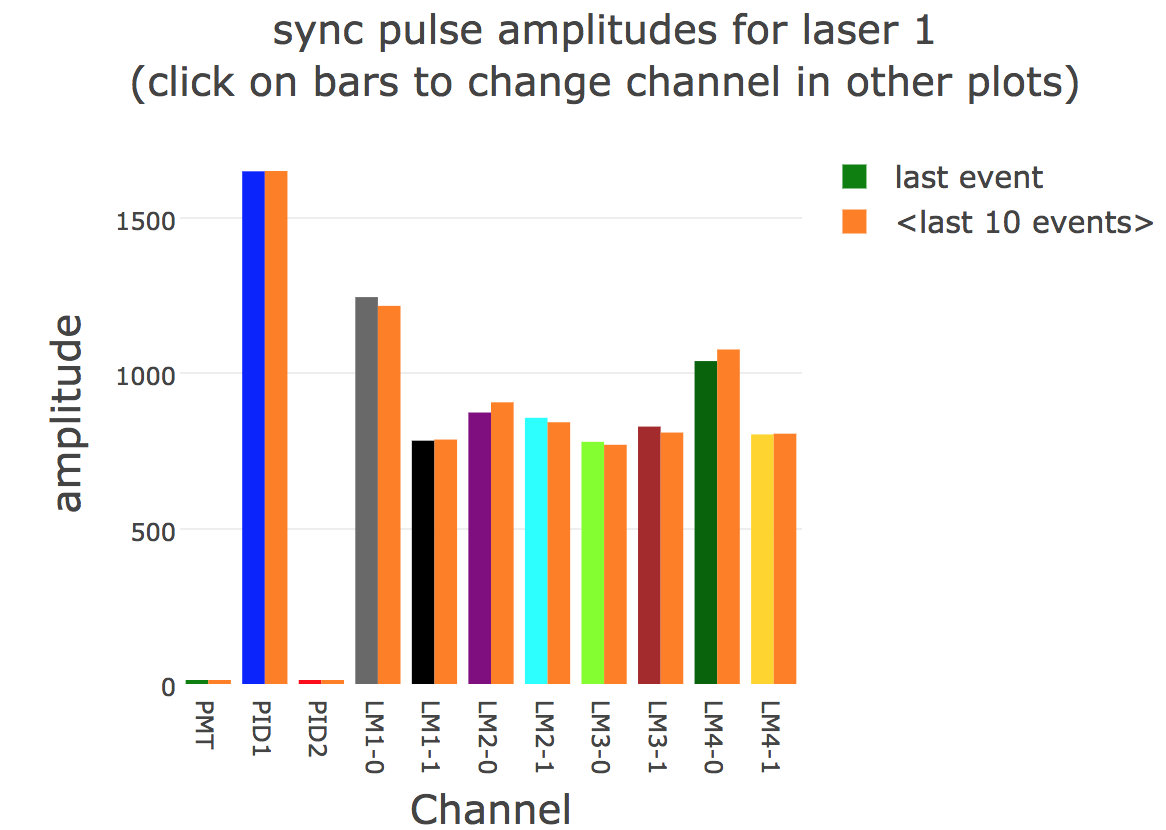 sync pulse amplitudes for laser 1
(click on bars to change channel in other plots)
last event
<last 10 events>
1500
1000
500
0
amplitude
PMT
PID1
PID2
LM1-0
LM1-1
LM2-0
LM2-1
LM3-0
LM3-1
LM4-0
LM4-1
Channel